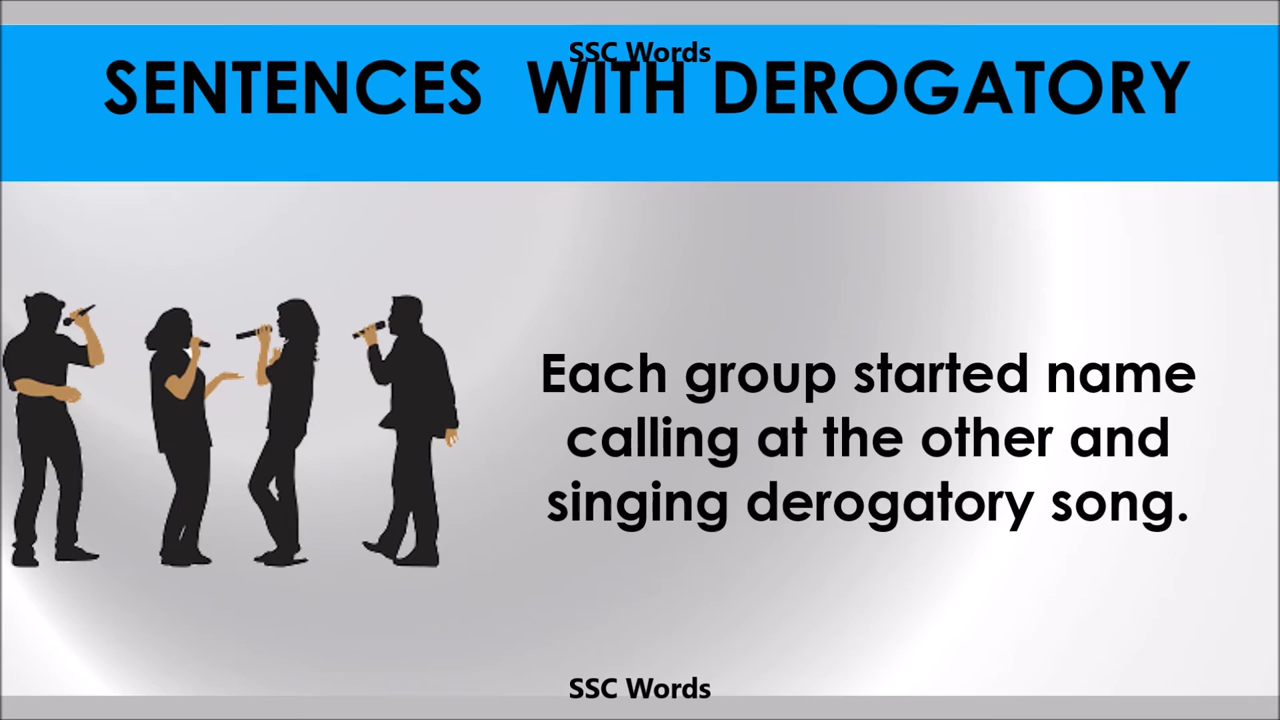 SSC Words
SENTENCES WITH DEROGATORY
Each group started name
calling at the other and
singing derogatory song.
SSC Words